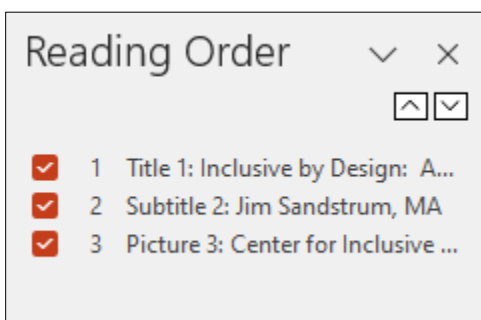 Reading Order
1 Title 1: Inclusive by Design: A...
2 Subtitle 2: Jim Sandstrum, MA
3 Picture 3: Center for Inclusive ...